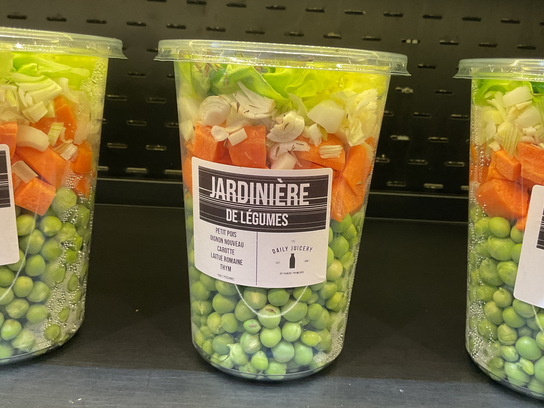 JARDINIÈRE
DE LÉGUMES
PETIT POIS
OIGNON NOUVEAU
CAROTTE
LAITUE ROMAINE
THYM
DAILY JUICERY